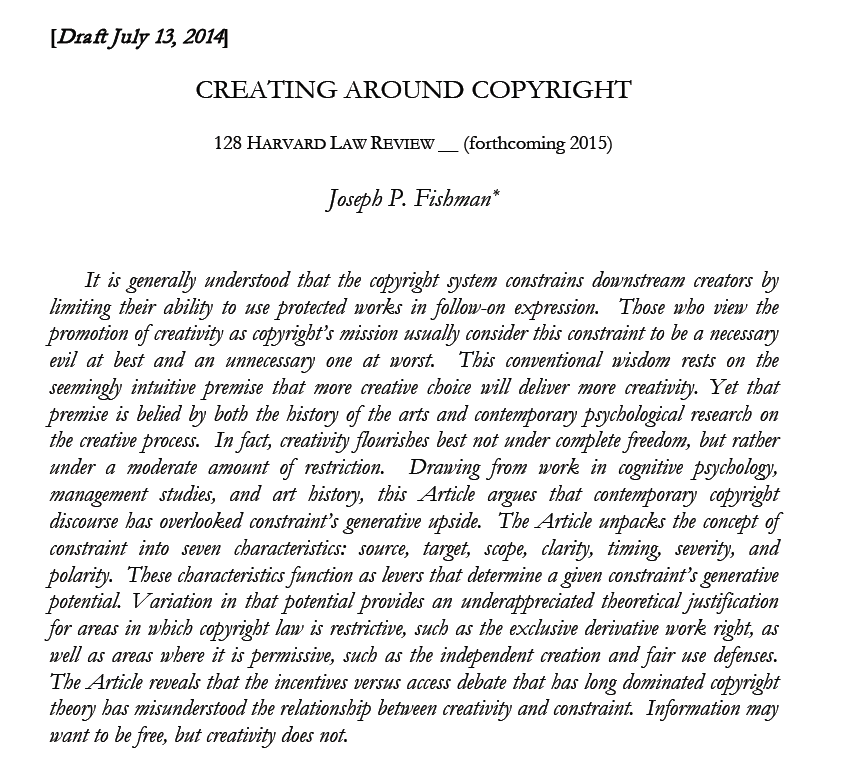 [Draft July 13, 2014]
CREATING AROUND COPYRIGHT
128 HARVARD LAW REVIEW __ (forthcoming 2015)
Joseph P. Fishman*
It is generally understood that the copyright system constrains downstream creators by
limiting their ability to use protected works in follow-on expression. Those who view the
promotion of creativity as copyright's mission usually consider this constraint to be a necessary
evil at best and an unnecessary one at worst. This conventional wisdom rests on the
seemingly intuitive premise that more creative choice will deliver more creativity. Yet that
premise is belied by both the history of the arts and contemporary psychological research on
the creative process. In fact, creativity flourishes best not under complete freedom, but rather
under a moderate amount of restriction. Drawing from work in cognitive psychology,
management studies, and art history, this Article argues that contemporary copyright
discourse has overlooked constraint's generative upside. The Article unpacks the concept of
constraint into seven characteristics: source, target, scope, clarity, timing, severity, and
polarity. These characteristics function as levers that determine a given constraint's generative
potential. Variation in that potential provides an underappreciated theoretical justification
for areas in which copyright law is restrictive, such as the exclusive derivative work right, as
well as areas where it is permissive, such as the independent creation and fair use defenses.
The Article reveals that the incentives versus access debate that has long dominated copyright
theory has misunderstood the relationship between creativity and constraint. Information may
want to be free, but creativity does not.